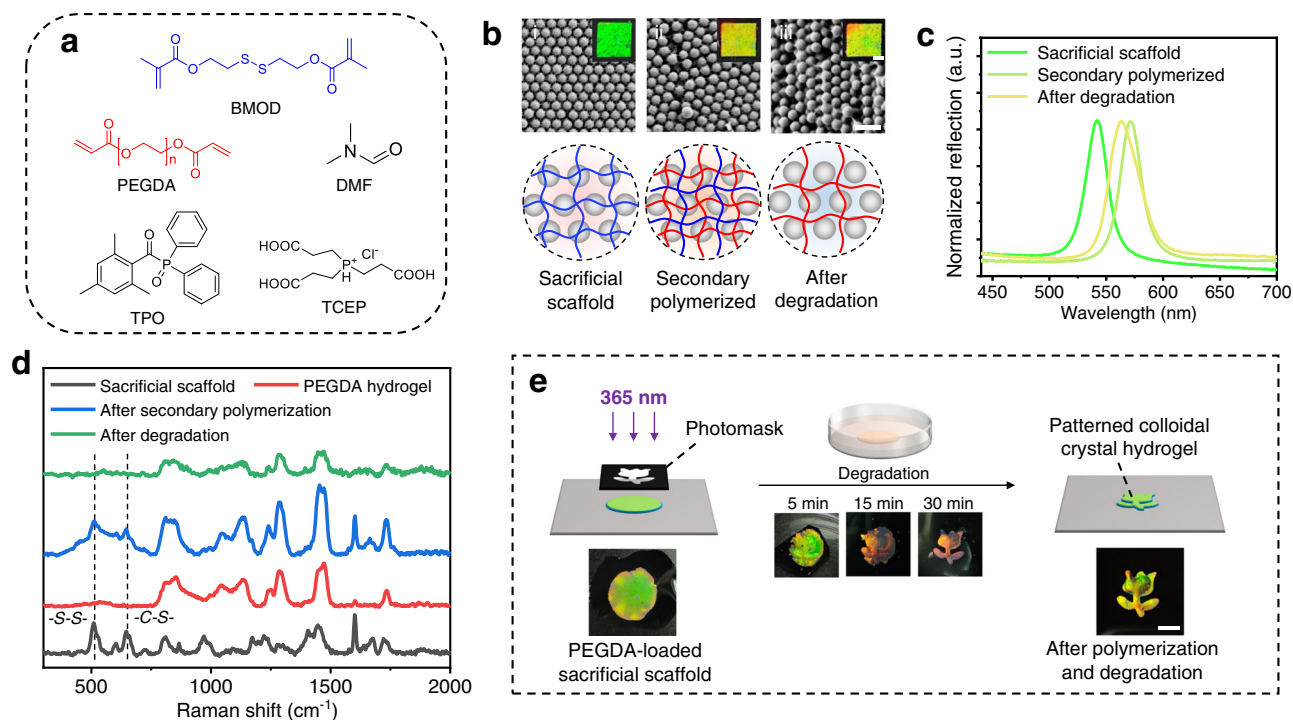 a
O
O
S
S
O
O
BMOD
O
O
n
O
O
PEGDA
N
O
DMF
O
P
O
TPO
HOOC
HOOC
P+
H
Cl-
COOH
TCEP
b
i
ii
iii
Sacrificial
scaffold
Secondary
polymerized
After
degradation
c
Normalized reflection (a.u.)
Sacrificial scaffold
Secondary polymerized
After degradation
450 500 550 600 650 700
Wavelength (nm)
d
Sacrificial scaffold
PEGDA hydrogel
After secondary polymerization
After degradation
-S-S-
-C-S-
500 1000 1500 2000
Raman shift (cm-1)
e
365 nm
Photomask
PEGDA-loaded
sacrificial scaffold
Degradation
5 min 15 min 30 min
Patterned colloidal
crystal hydrogel
After polymerization
and degradation